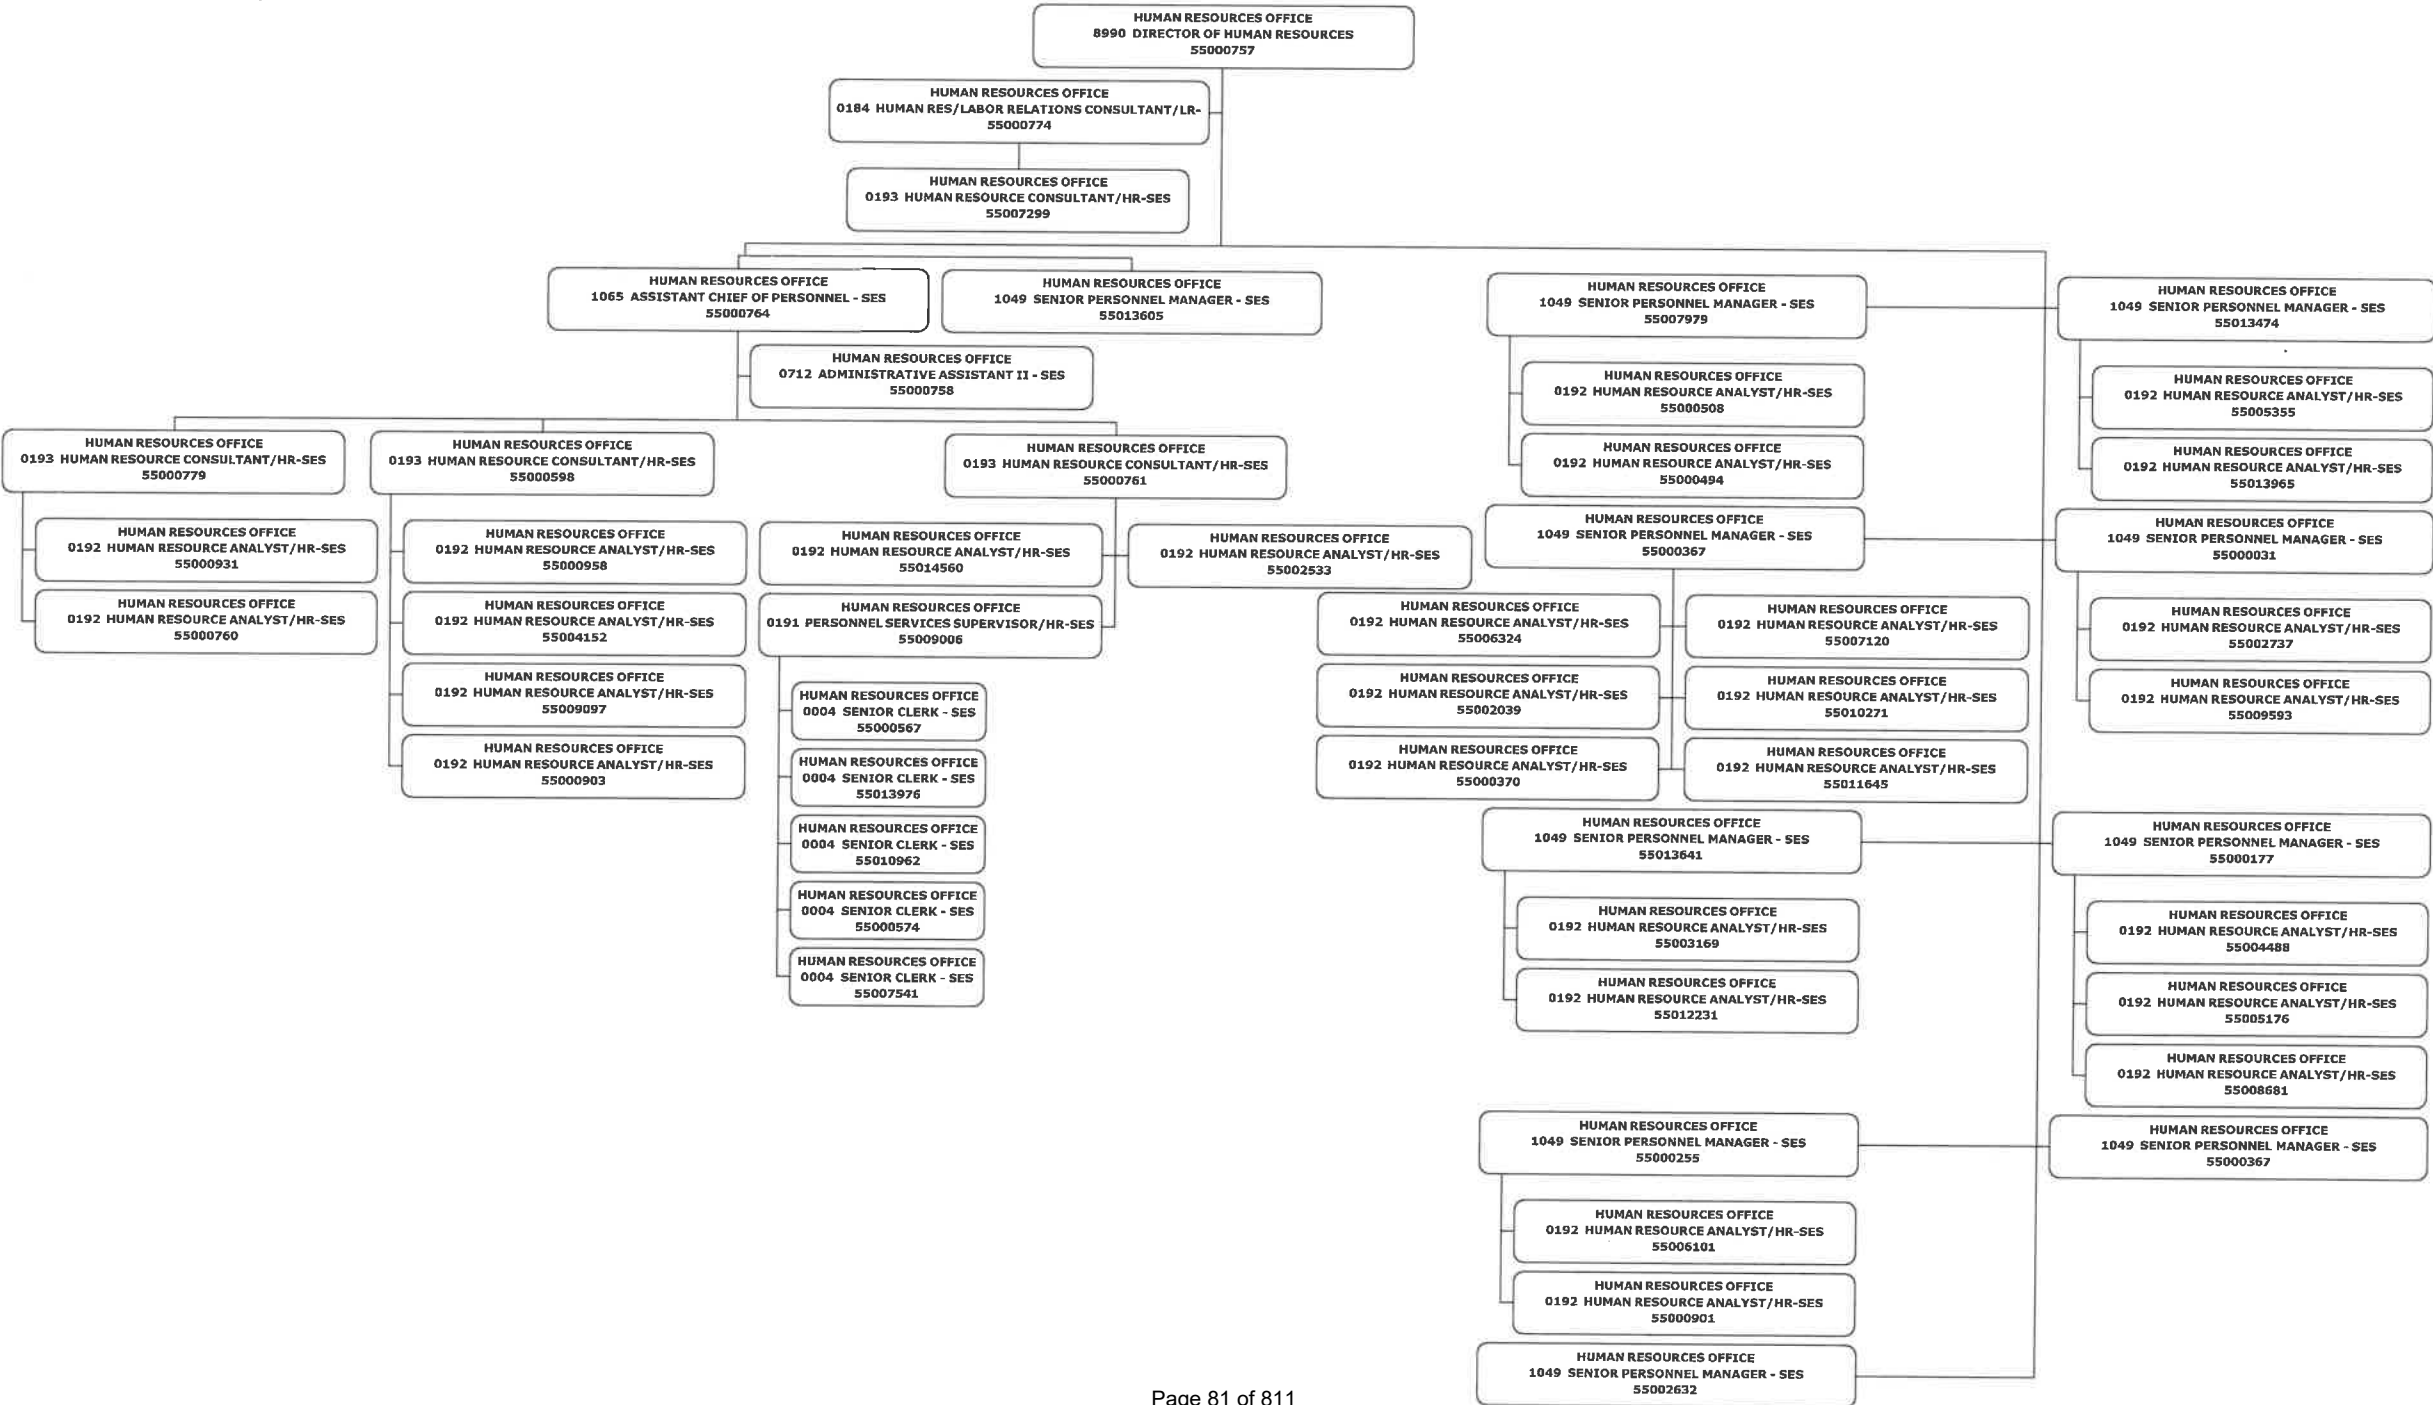 HUMAN RESOURCES OFFICE
8990 DIRECTOR OF HUMAN RESOURCES
55000757
HUMAN RESOURCES OFFICE
0184 HUMAN RES/LABOR RELATIONS CONSULTANT/LR-
55000774
HUMAN RESOURCES OFFICE
0193 HUMAN RESOURCE CONSULTANT/HR-SES
55007299
HUMAN RESOURCES OFFICE
1065 ASSISTANT CHIEF OF PERSONNEL - SES
55000764
HUMAN RESOURCES OFFICE
1049 SENIOR PERSONNEL MANAGER - SES
55013605
HUMAN RESOURCES OFFICE
0712 ADMINISTRATIVE ASSISTANT II - SES
55000758
HUMAN RESOURCES OFFICE
0193 HUMAN RESOURCE CONSULTANT/HR-SES
55000779
HUMAN RESOURCES OFFICE
0192 HUMAN RESOURCE ANALYST/HR-SES
55000931
HUMAN RESOURCES OFFICE
0192 HUMAN RESOURCE ANALYST/HR-SES
55000760
HUMAN RESOURCES OFFICE
0193 HUMAN RESOURCE CONSULTANT/HR-SES
55000598
HUMAN RESOURCES OFFICE
0192 HUMAN RESOURCE ANALYST/HR-SES
55000958
HUMAN RESOURCES OFFICE
0192 HUMAN RESOURCE ANALYST/HR-SES
55004152
HUMAN RESOURCES OFFICE
0192 HUMAN RESOURCE ANALYST/HR-SES
55009097
HUMAN RESOURCES OFFICE
0192 HUMAN RESOURCE ANALYST/HR-SES
55000903
HUMAN RESOURCES OFFICE
0193 HUMAN RESOURCE CONSULTANT/HR-SES
55000761
HUMAN RESOURCES OFFICE
0192 HUMAN RESOURCE ANALYST/HR-SES
55014560
HUMAN RESOURCES OFFICE
0192 HUMAN RESOURCE ANALYST/HR-SES
55002533
HUMAN RESOURCES OFFICE
0191 PERSONNEL SERVICES SUPERVISOR/HR-SES
55009006
HUMAN RESOURCES OFFICE
0004 SENIOR CLERK - SES
55000567
HUMAN RESOURCES OFFICE
0004 SENIOR CLERK - SES
55013976
HUMAN RESOURCES OFFICE
0004 SENIOR CLERK - SES
55010962
HUMAN RESOURCES OFFICE
0004 SENIOR CLERK - SES
55000574
HUMAN RESOURCES OFFICE
0004 SENIOR CLERK - SES
55007541
HUMAN RESOURCES OFFICE
1049 SENIOR PERSONNEL MANAGER - SES
55007979
HUMAN RESOURCES OFFICE
0192 HUMAN RESOURCE ANALYST/HR-SES
55000508
HUMAN RESOURCES OFFICE
0192 HUMAN RESOURCE ANALYST/HR-SES
55000494
HUMAN RESOURCES OFFICE
1049 SENIOR PERSONNEL MANAGER - SES
55013474
HUMAN RESOURCES OFFICE
0192 HUMAN RESOURCE ANALYST/HR-SES
55005355
HUMAN RESOURCES OFFICE
0192 HUMAN RESOURCE ANALYST/HR-SES
55013965
HUMAN RESOURCES OFFICE
1049 SENIOR PERSONNEL MANAGER - SES
55000367
HUMAN RESOURCES OFFICE
0192 HUMAN RESOURCE ANALYST/HR-SES
55006324
HUMAN RESOURCES OFFICE
0192 HUMAN RESOURCE ANALYST/HR-SES
55007120
HUMAN RESOURCES OFFICE
0192 HUMAN RESOURCE ANALYST/HR-SES
55002039
HUMAN RESOURCES OFFICE
0192 HUMAN RESOURCE ANALYST/HR-SES
55010271
HUMAN RESOURCES OFFICE
0192 HUMAN RESOURCE ANALYST/HR-SES
55000370
HUMAN RESOURCES OFFICE
0192 HUMAN RESOURCE ANALYST/HR-SES
55011645
HUMAN RESOURCES OFFICE
1049 SENIOR PERSONNEL MANAGER - SES
55000031
HUMAN RESOURCES OFFICE
0192 HUMAN RESOURCE ANALYST/HR-SES
55002737
HUMAN RESOURCES OFFICE
0192 HUMAN RESOURCE ANALYST/HR-SES
55009593
HUMAN RESOURCES OFFICE
1049 SENIOR PERSONNEL MANAGER - SES
55013641
HUMAN RESOURCES OFFICE
0192 HUMAN RESOURCE ANALYST/HR-SES
55003169
HUMAN RESOURCES OFFICE
0192 HUMAN RESOURCE ANALYST/HR-SES
55012231
HUMAN RESOURCES OFFICE
1049 SENIOR PERSONNEL MANAGER - SES
55000177
HUMAN RESOURCES OFFICE
0192 HUMAN RESOURCE ANALYST/HR-SES
55004488
HUMAN RESOURCES OFFICE
0192 HUMAN RESOURCE ANALYST/HR-SES
55005176
HUMAN RESOURCES OFFICE
0192 HUMAN RESOURCE ANALYST/HR-SES
55008681
HUMAN RESOURCES OFFICE
1049 SENIOR PERSONNEL MANAGER - SES
55000255
HUMAN RESOURCES OFFICE
0192 HUMAN RESOURCE ANALYST/HR-SES
55006101
HUMAN RESOURCES OFFICE
0192 HUMAN RESOURCE ANALYST/HR-SES
55000901
HUMAN RESOURCES OFFICE
1049 SENIOR PERSONNEL MANAGER - SES
55000367
HUMAN RESOURCES OFFICE
1049 SENIOR PERSONNEL MANAGER - SES
55002632
Page 81 of 811